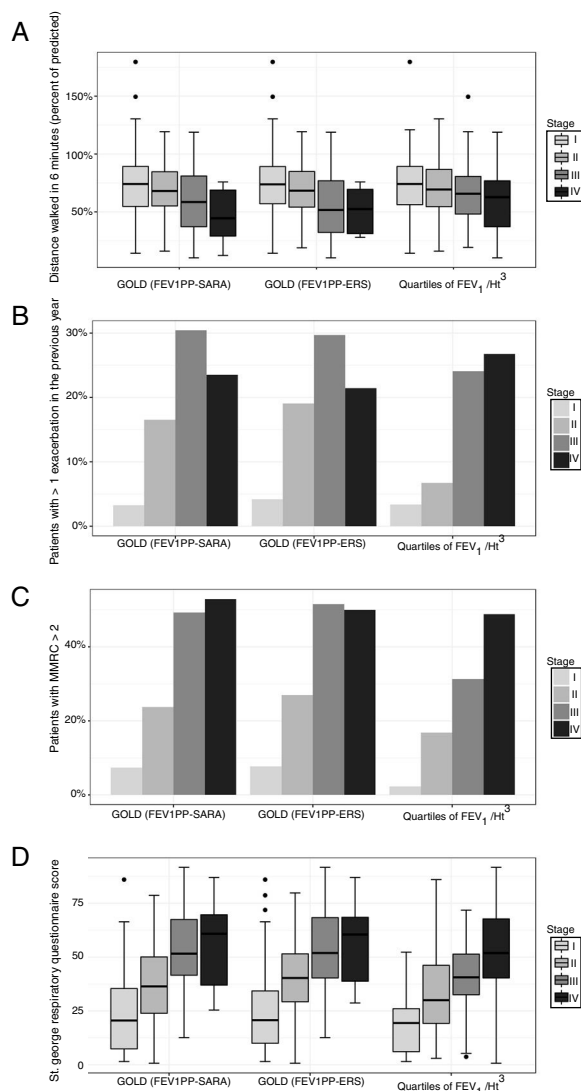 A
Distance walked in 6 minutes (percent of predicted)
150%
100%
50%
GOLD (FEV1PP-SARA)
GOLD (FEV1PP-ERS)
Quartiles of FEV₁ /Ht³
Stage
I
II
III
IV
B
Patients with > 1 exacerbation in the previous year
30%
20%
10%
0%
GOLD (FEV1PP-SARA)
GOLD (FEV1PP-ERS)
Quartiles of FEV₁ /Ht³
Stage
I
II
III
IV
C
Patients with MMRC > 2
40%
20%
0%
GOLD (FEV1PP-SARA)
GOLD (FEV1PP-ERS)
Quartiles of FEV₁ /Ht³
Stage
I
II
III
IV
D
St. george respiratory questionnaire score
75
50
25
0
GOLD (FEV1PP-SARA)
GOLD (FEV1PP-ERS)
Quartiles of FEV₁ /Ht³
Stage
I
II
III
IV